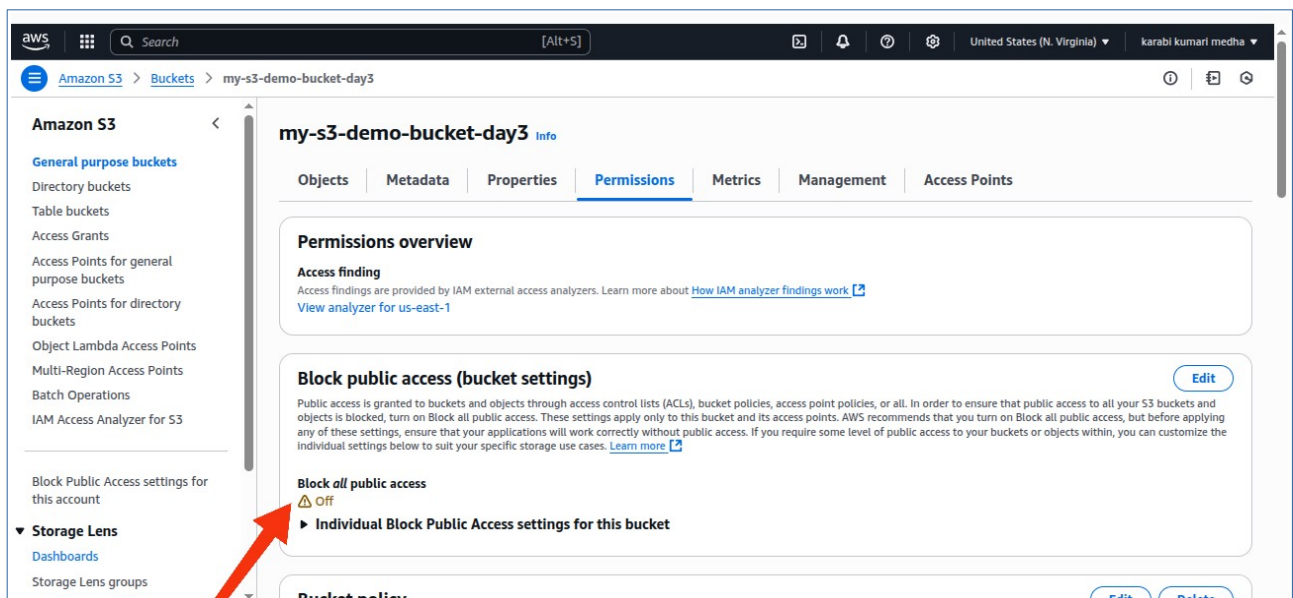 aws
Search
[Alt+S]
United States (N. Virginia)
karabi kumari medha
Amazon S3 > Buckets > my-s3-demo-bucket-day3
Amazon S3
General purpose buckets
Directory buckets
Table buckets
Access Grants
Access Points for general
purpose buckets
Access Points for directory
buckets
Object Lambda Access Points
Multi-Region Access Points
Batch Operations
IAM Access Analyzer for S3
Block Public Access settings for
this account
Storage Lens
Dashboards
Storage Lens groups
my-s3-demo-bucket-day3 Info
Objects
Metadata
Properties
Permissions
Metrics
Management
Access Points
Permissions overview
Access finding
Access findings are provided by IAM external access analyzers. Learn more about How IAM analyzer findings work
View analyzer for us-east-1
Block public access (bucket settings)
Edit
Public access is granted to buckets and objects through access control lists (ACLs), bucket policies, access point policies, or all. In order to ensure that public access to all your S3 buckets and
objects is blocked, turn on Block all public access. These settings apply only to this bucket and its access points. AWS recommends that you turn on Block all public access, but before applying
any of these settings, ensure that your applications will work correctly without public access. If you require some level of public access to your buckets or objects within, you can customize the
individual settings below to suit your specific storage use cases. Learn more
Block all public access
Off
Individual Block Public Access settings for this bucket
Bucket policy
Edit
Delete